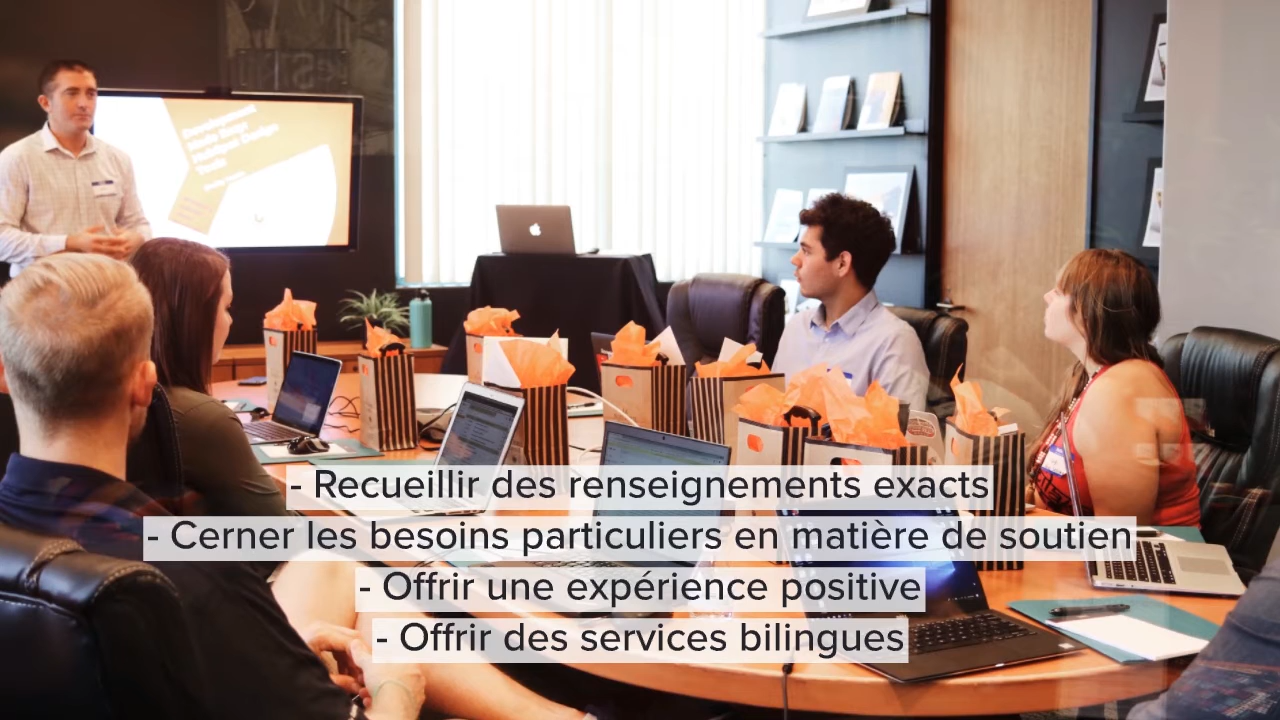 Development
- Recueillir des renseignements exacts
- Cerner les besoins particuliers en matière de soutien
- Offrir une expérience positive
- Offrir des services bilingues